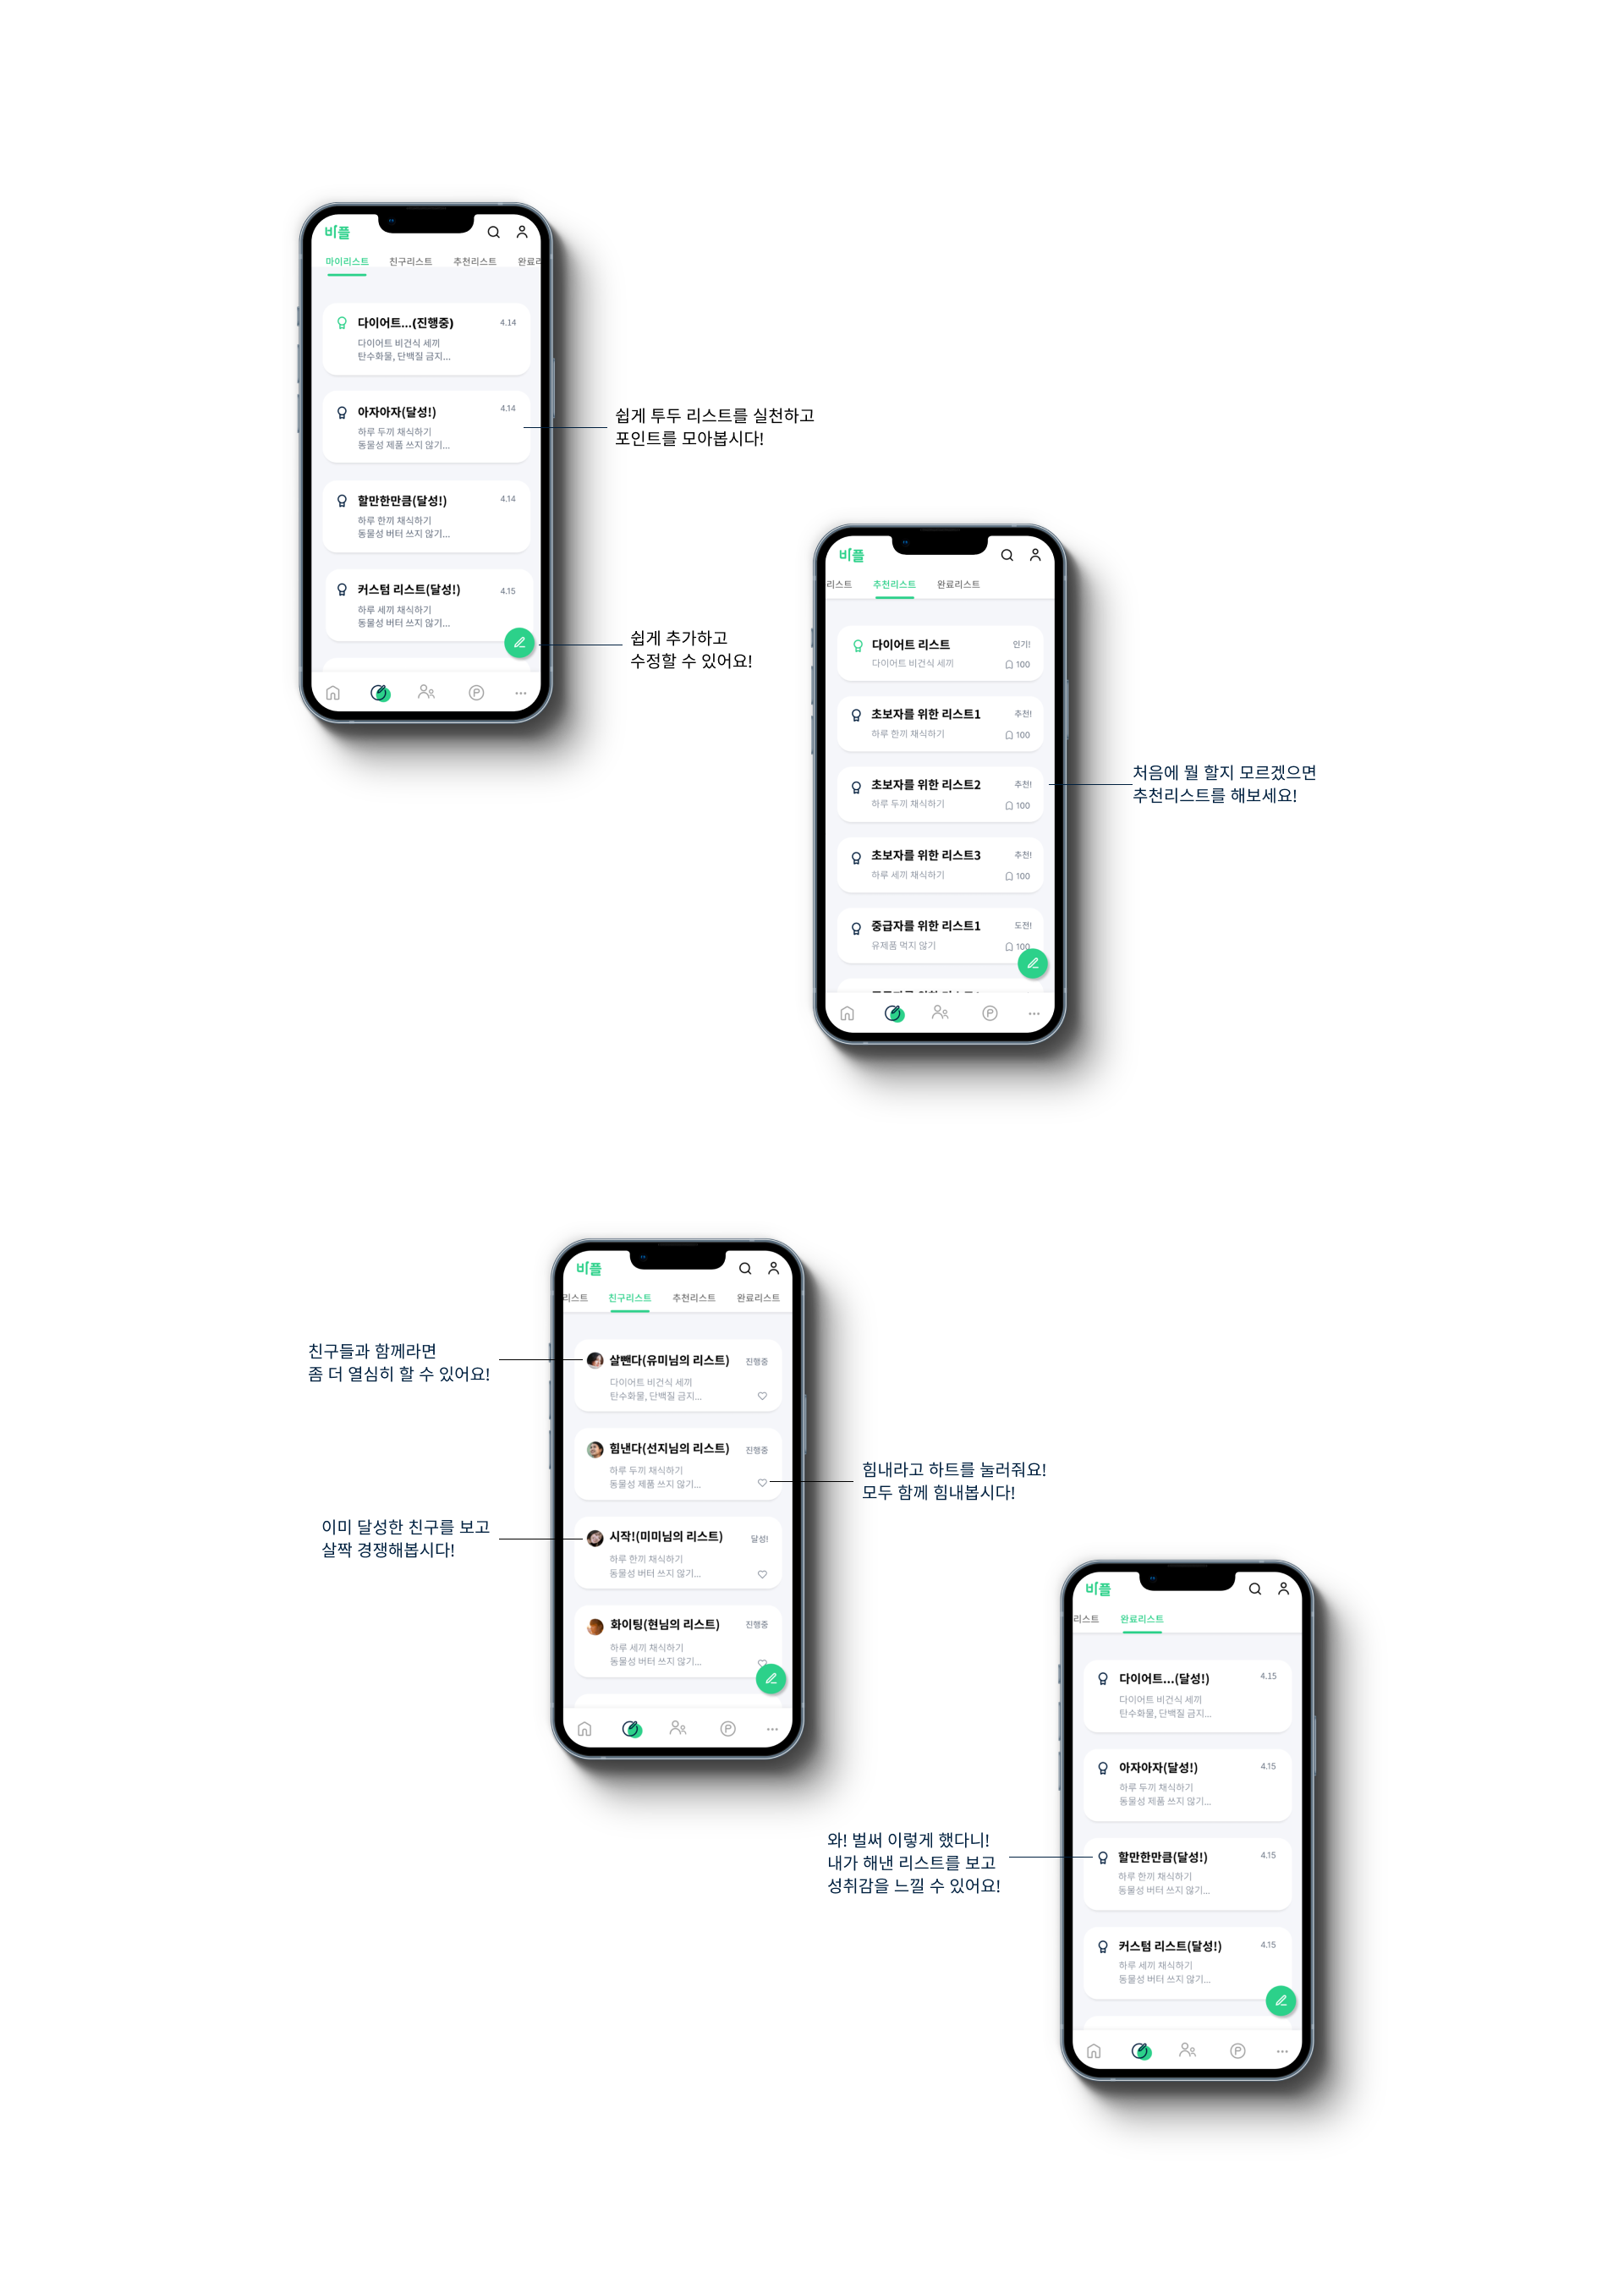 비플
마이리스트 친구리스트 추천리스트 완료리
다이어트...(진행중) 4.14
다이어트 비건식 세끼
탄수화물, 단백질 금지...
아자아자(달성!) 4.14
하루 두끼 채식하기
동물성 제품 쓰지 않기...
할만한만큼(달성!) 4.14
하루 한끼 채식하기
동물성 버터 쓰지 않기...
커스텀 리스트(달성!) 4.15
하루 세끼 채식하기
동물성 버터 쓰지 않기...
쉽게 투두 리스트를 실천하고
포인트를 모아봅시다!
쉽게 추가하고
수정할 수 있어요!
비플
리스트 추천리스트 완료리스트
다이어트 리스트 인기!
다이어트 비건식 세끼 100
초보자를 위한 리스트1 추천!
하루 한끼 채식하기 100
초보자를 위한 리스트2 추천!
하루 두끼 채식하기 100
초보자를 위한 리스트3 추천!
하루 세끼 채식하기 100
중급자를 위한 리스트1 도전!
유제품 먹지 않기 100
처음에 뭘 할지 모르겠으면
추천리스트를 해보세요!
비플
리스트 친구리스트 추천리스트 완료리스트
살뺀다(유미님의 리스트) 진행중
다이어트 비건식 세끼
탄수화물, 단백질 금지...
힘낸다(선지님의 리스트) 진행중
하루 두끼 채식하기
동물성 제품 쓰지 않기...
시작!(미미님의 리스트) 달성!
하루 한끼 채식하기
동물성 버터 쓰지 않기...
화이팅(현님의 리스트) 진행중
하루 세끼 채식하기
동물성 버터 쓰지 않기...
친구들과 함께라면
좀 더 열심히 할 수 있어요!
힘내라고 하트를 눌러줘요!
모두 함께 힘내봅시다!
이미 달성한 친구를 보고
살짝 경쟁해봅시다!
비플
리스트 완료리스트
다이어트...(달성!) 4.15
다이어트 비건식 세끼
탄수화물, 단백질 금지...
아자아자(달성!) 4.15
하루 두끼 채식하기
동물성 제품 쓰지 않기...
할만한만큼(달성!) 4.15
하루 한끼 채식하기
동물성 버터 쓰지 않기...
커스텀 리스트(달성!) 4.15
하루 세끼 채식하기
동물성 버터 쓰지 않기...
와! 벌써 이렇게 했다니!
내가 해낸 리스트를 보고
성취감을 느낄 수 있어요!